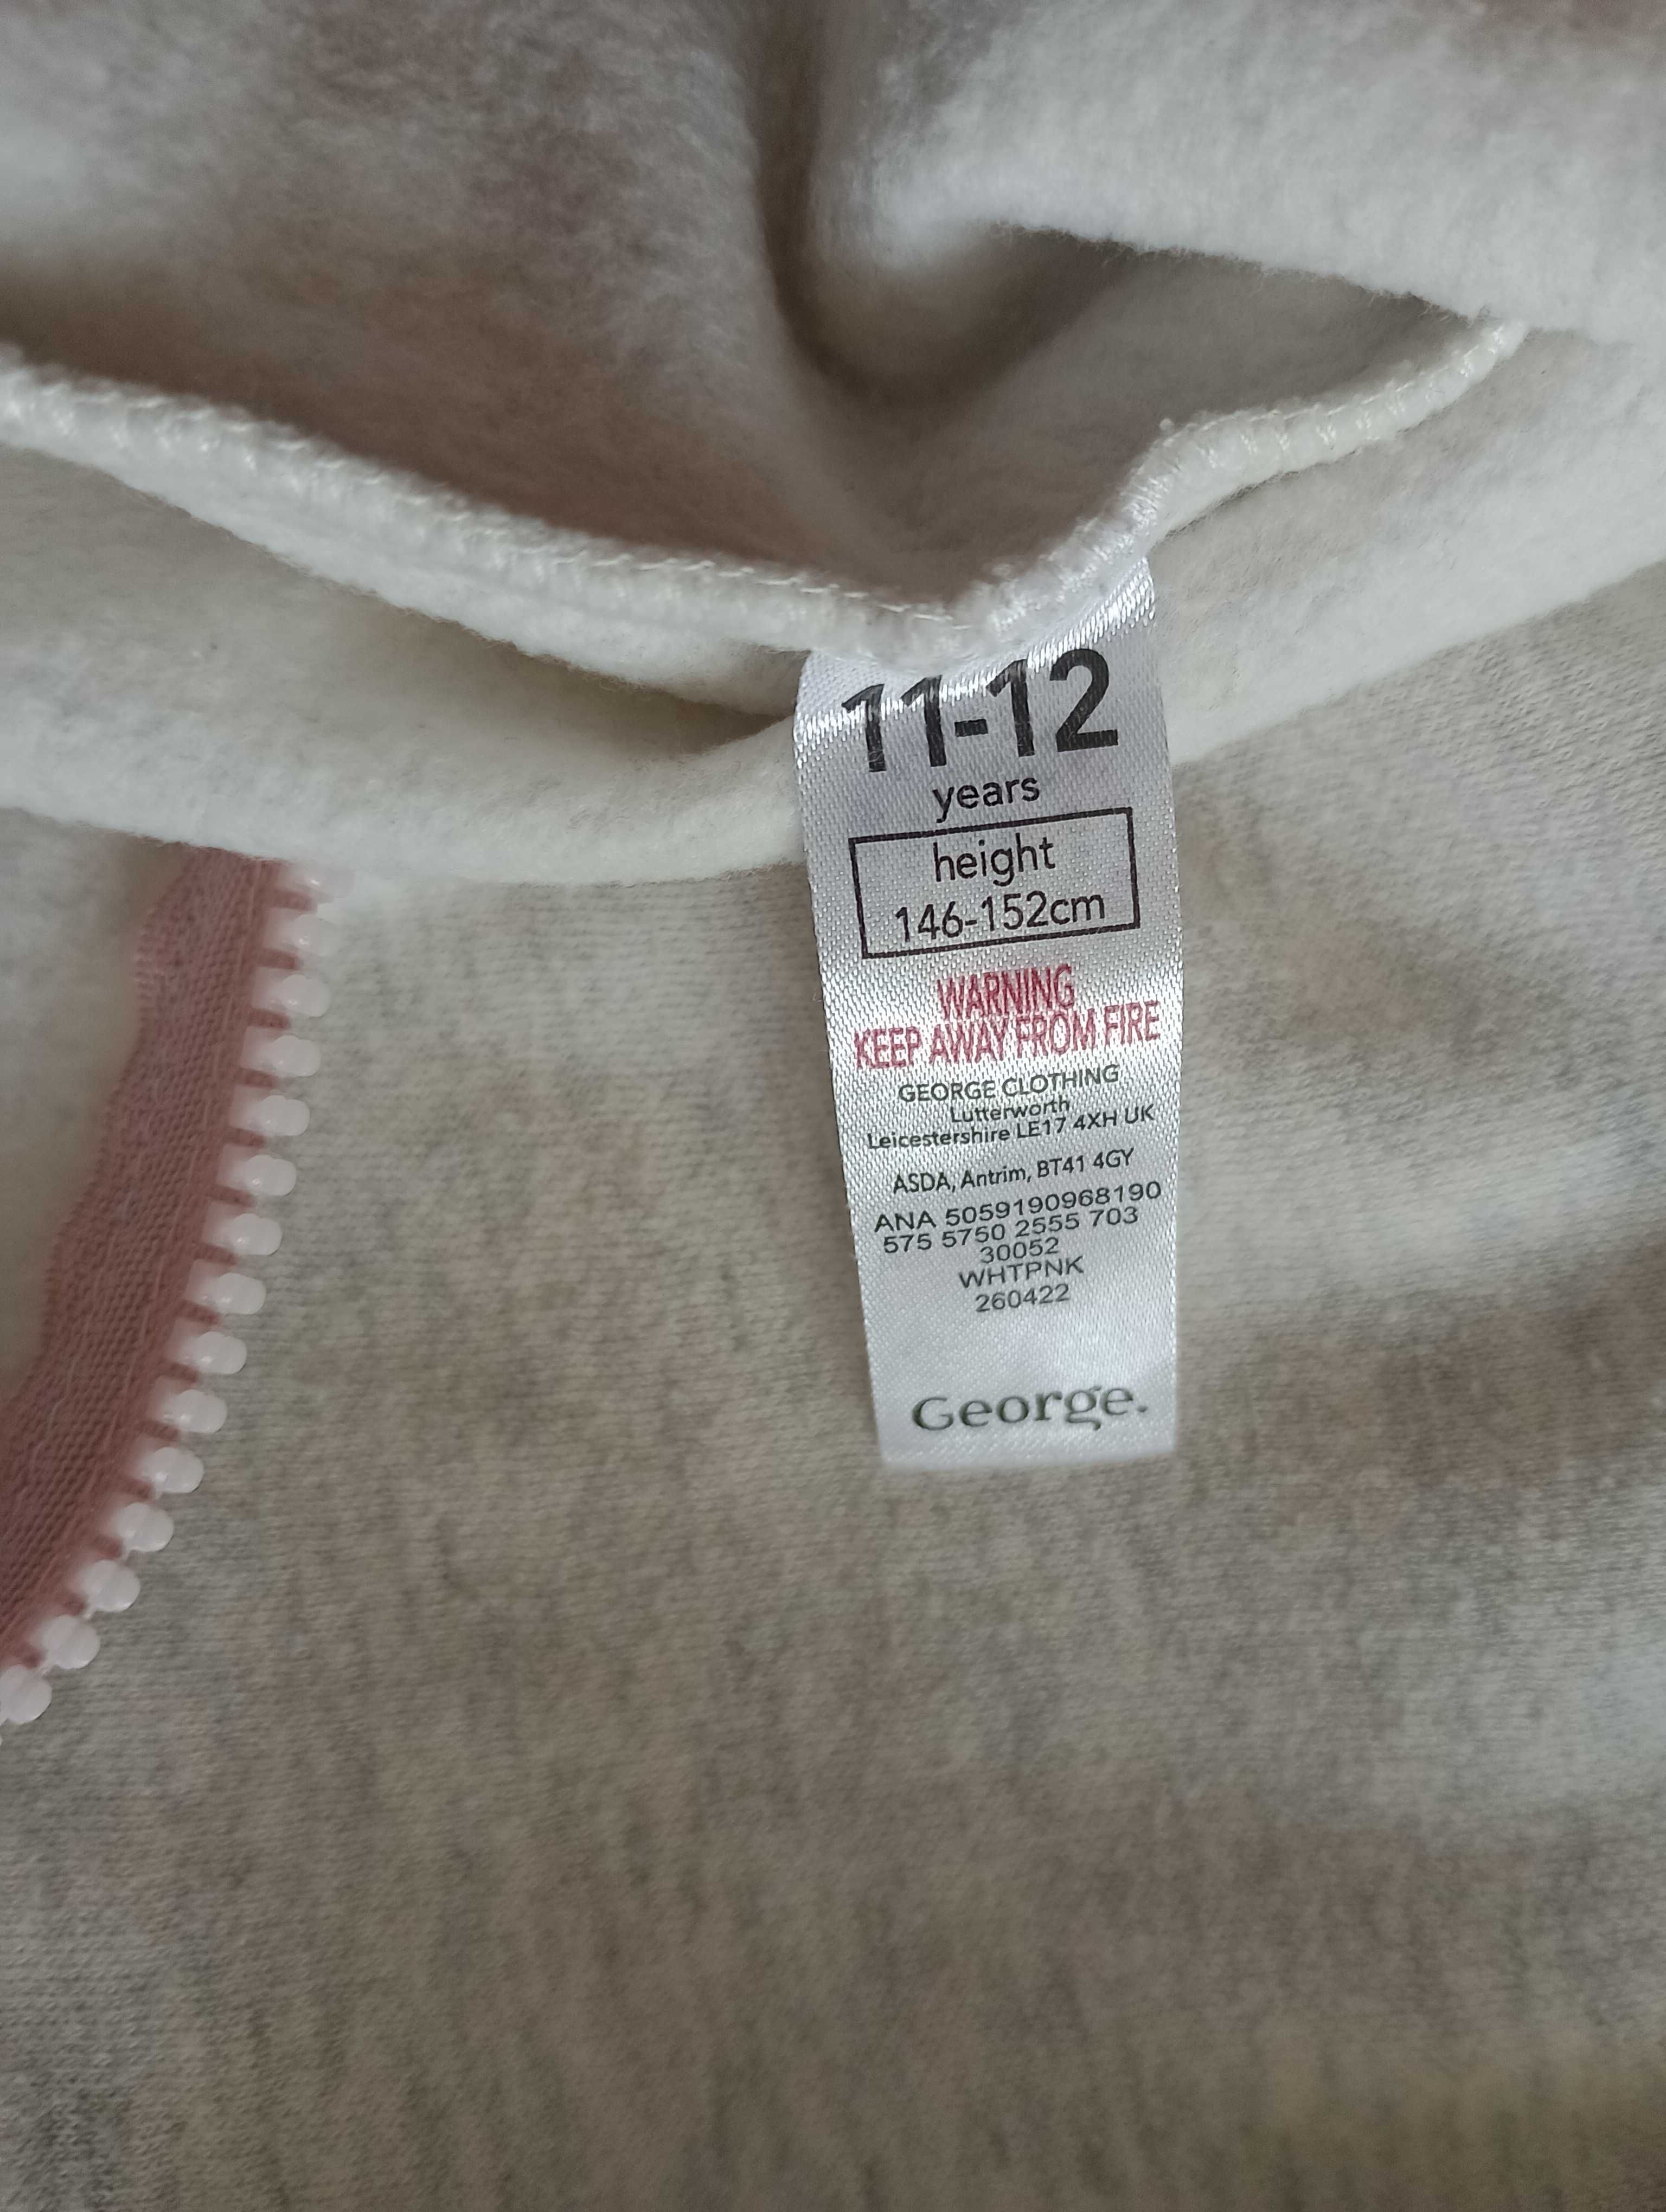 11-12
years
height
146-152cm
WARNING
KEEP AWAY FROM FIRE
GEORGE CLOTHING
Lutterworth
Leicestershire LE17 4XH UK
ASDA, Antrim, BT41 4GY
ANA 5059190968190
575 5750 2555 703
30052
WHTPNK
260422
George.